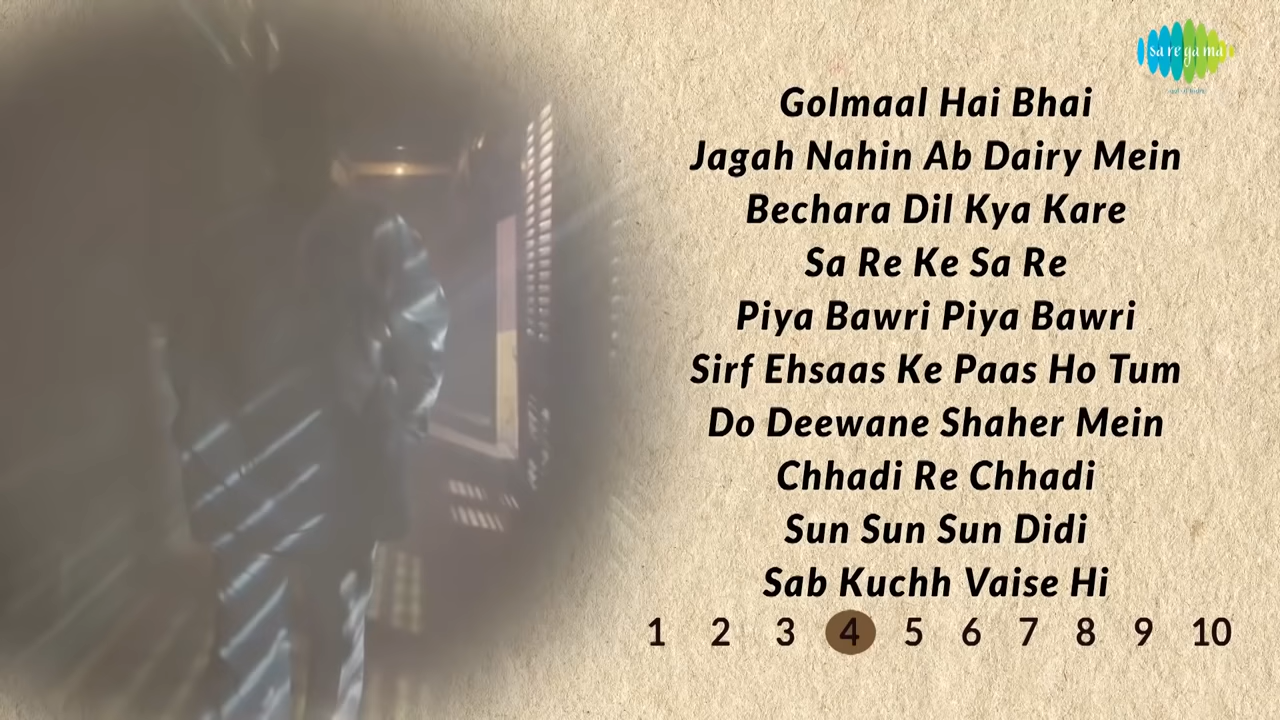 sa re ga ma
Golmaal Hai Bhai
Jagah Nahin Ab Dairy Mein
Bechara Dil Kya Kare
Sa Re Ke Sa Re
Piya Bawri Piya Bawri
Sirf Ehsaas Ke Paas Ho Tum
Do Deewane Shaher Mein
Chhadi Re Chhadi
Sun Sun Sun Didi
Sab Kuchh Vaise Hi
1 2 3 4 5 6 7 8 9 10